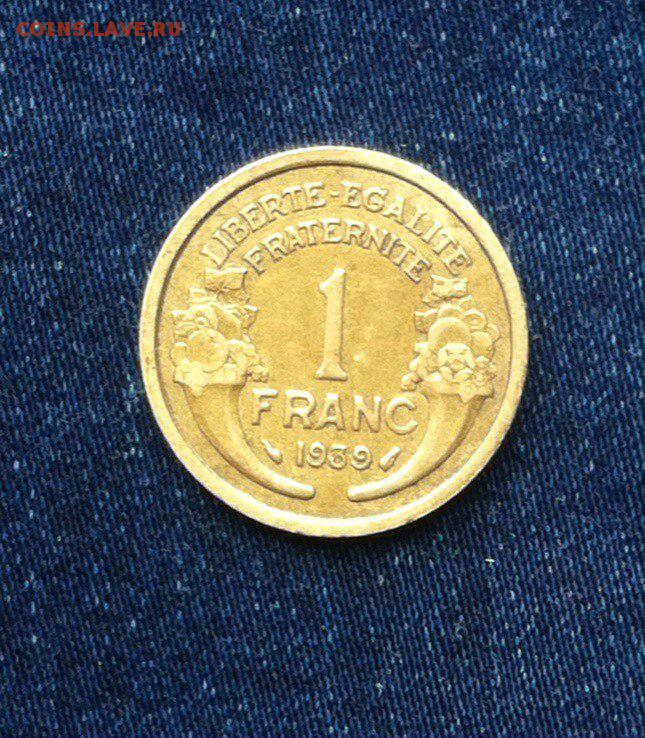 COINS.LAVE.RU
LIBERTE-EGALITE
FRATERNITE
1
FRANC
1939